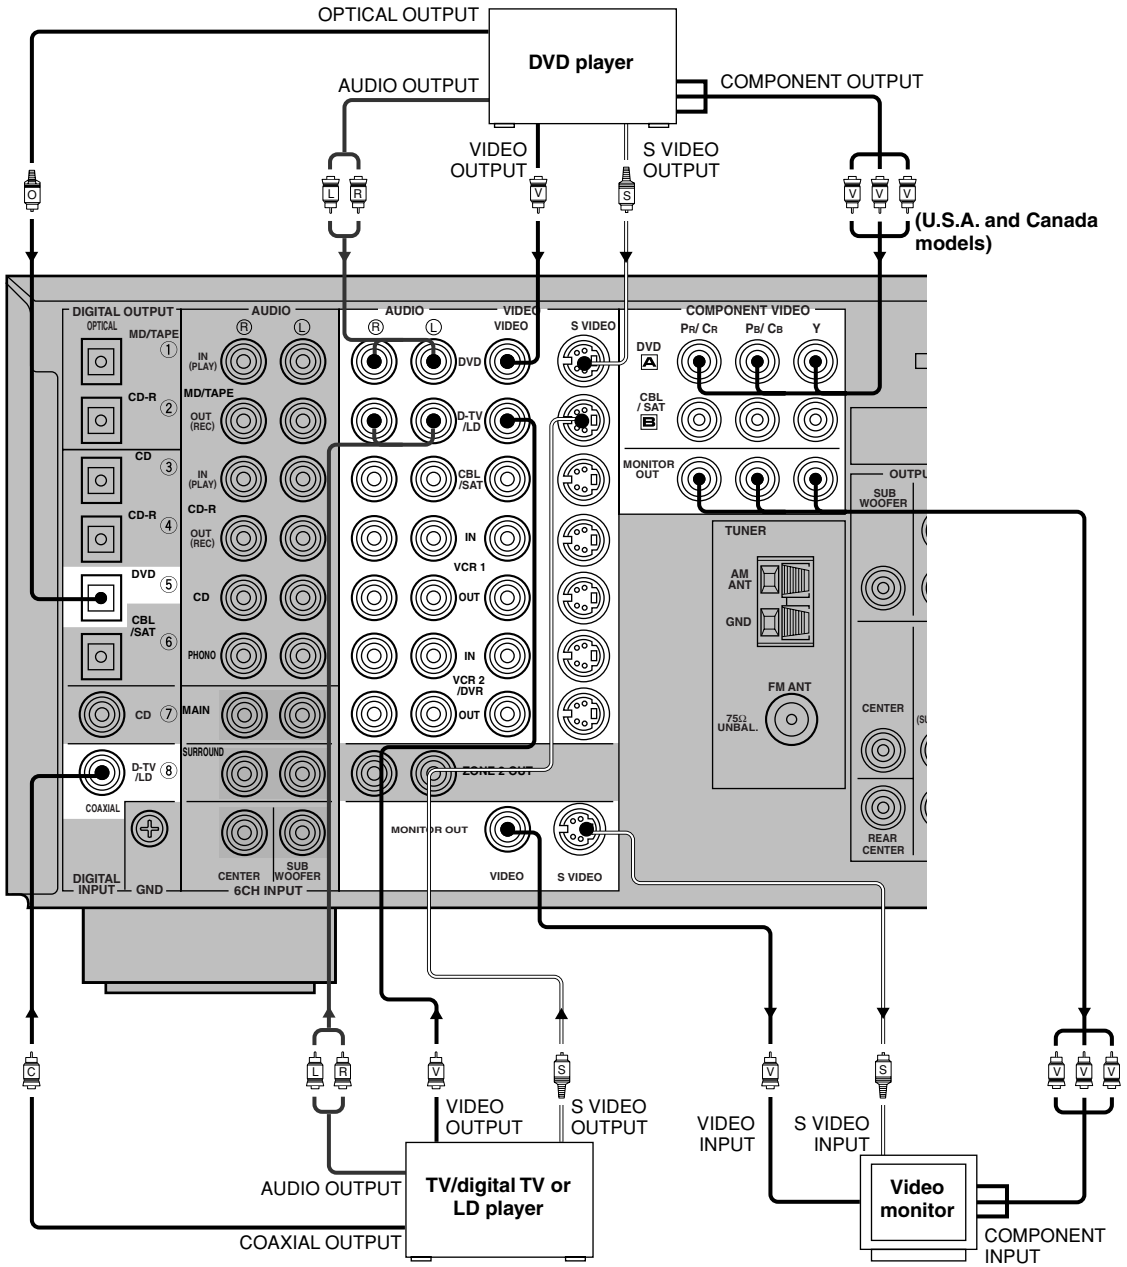 OPTICAL OUTPUT
DVD player
AUDIO OUTPUT
COMPONENT OUTPUT
VIDEO
OUTPUT
S VIDEO
OUTPUT
O
L
R
V
S
V
V
V
(U.S.A. and Canada
models)
DIGITAL OUTPUT
OPTICAL
MD/TAPE
1
CD-R
2
CD
3
CD-R
4
DVD
5
CBL
/SAT
6
CD
7
D-TV
/LD
8
COAXIAL
DIGITAL
INPUT
GND
AUDIO
R
L
IN
(PLAY)
MD/TAPE
OUT
(REC)
IN
(PLAY)
CD-R
OUT
(REC)
CD
PHONO
MAIN
SURROUND
CENTER
SUB
WOOFER
6CH INPUT
AUDIO
R
L
VIDEO
VIDEO
S VIDEO
DVD
D-TV
/LD
CBL
/SAT
IN
VCR 1
OUT
IN
VCR 2
/DVR
OUT
ZONE 2 OUT
MONITOR OUT
VIDEO
S VIDEO
COMPONENT VIDEO
PR/ CR
PB/ CB
Y
DVD
A
CBL
/ SAT
B
MONITOR
OUT
TUNER
AM
ANT
GND
FM ANT
75Ω
UNBAL.
OUTPU
SUB
WOOFER
CENTER
(SU
REAR
CENTER
C
L
R
V
S
V
S
V
V
V
VIDEO
OUTPUT
S VIDEO
OUTPUT
VIDEO
INPUT
S VIDEO
INPUT
AUDIO OUTPUT
COAXIAL OUTPUT
TV/digital TV or
LD player
Video
monitor
COMPONENT
INPUT